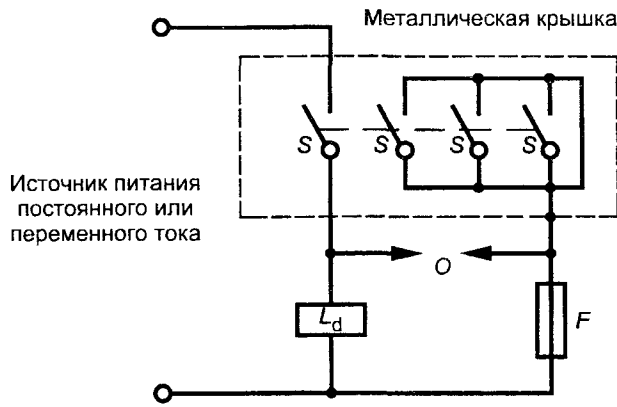 Металлическая крышка
S S S S
Источник питания
постоянного или
переменного тока
O
Ld
F